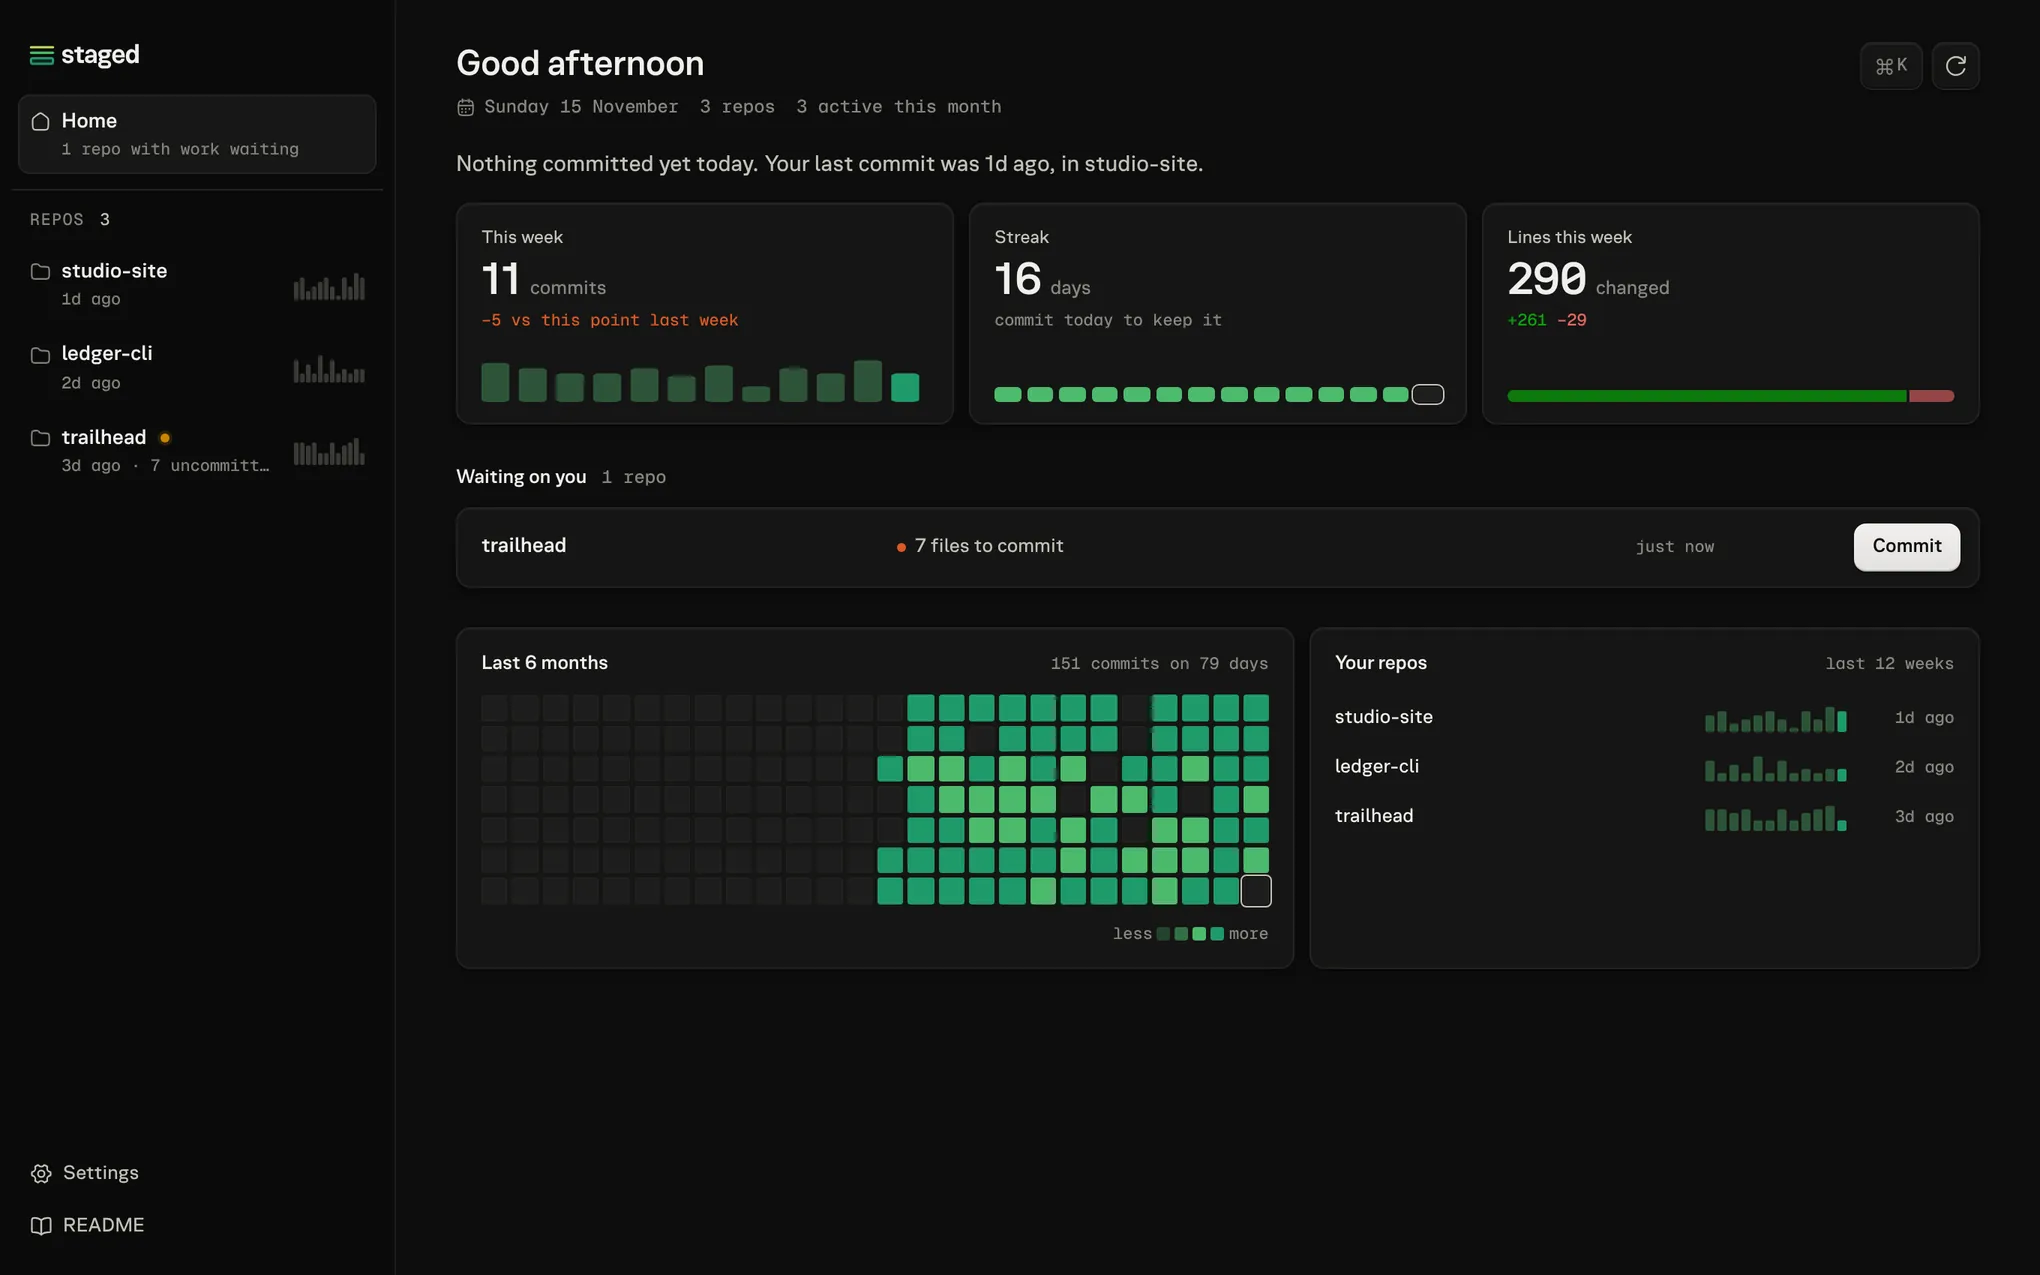 staged
Home
1 repo with work waiting
REPOS 3
studio-site
1d ago
ledger-cli
2d ago
trailhead
3d ago · 7 uncommitt…
Settings
README
Good afternoon
⌘K
Sunday 15 November 3 repos 3 active this month
Nothing committed yet today. Your last commit was 1d ago, in studio-site.
This week
11 commits
−5 vs this point last week
Streak
16 days
commit today to keep it
Lines this week
290 changed
+261 −29
Waiting on you 1 repo
trailhead 7 files to commit just now Commit
Last 6 months 151 commits on 79 days
less more
Your repos last 12 weeks
studio-site 1d ago
ledger-cli 2d ago
trailhead 3d ago